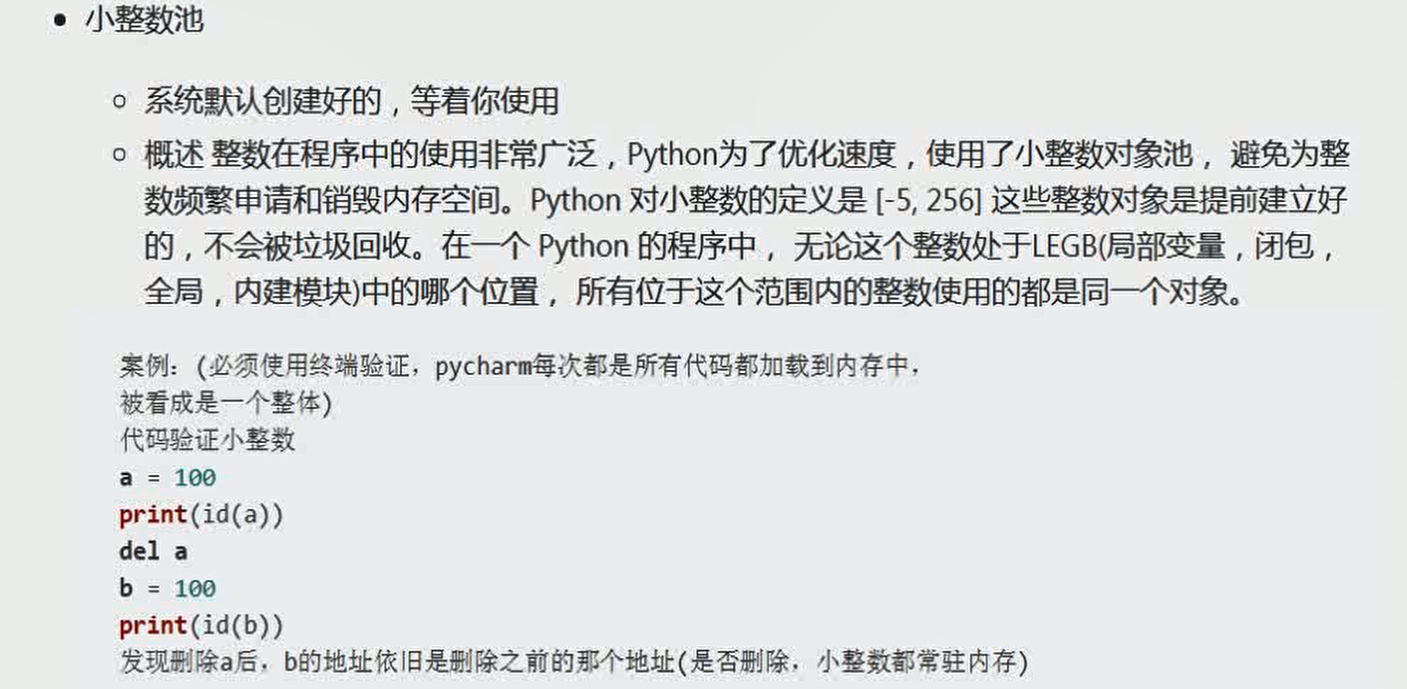 小整数池
系统默认创建好的，等着你使用
概述 整数在程序中的使用非常广泛，Python为了优化速度，使用了小整数对象池， 避免为整
数频繁申请和销毁内存空间。Python 对小整数的定义是 [-5, 256] 这些整数对象是提前建立好
的，不会被垃圾回收。在一个 Python 的程序中， 无论这个整数处于LEGB(局部变量，闭包，
全局，内建模块)中的哪个位置， 所有位于这个范围内的整数使用的都是同一个对象。
案例：(必须使用终端验证，pycharm每次都是所有代码都加载到内存中，
被看成是一个整体)
代码验证小整数
a = 100
print(id(a))
del a
b = 100
print(id(b))
发现删除a后，b的地址依旧是删除之前的那个地址(是否删除，小整数都常驻内存)